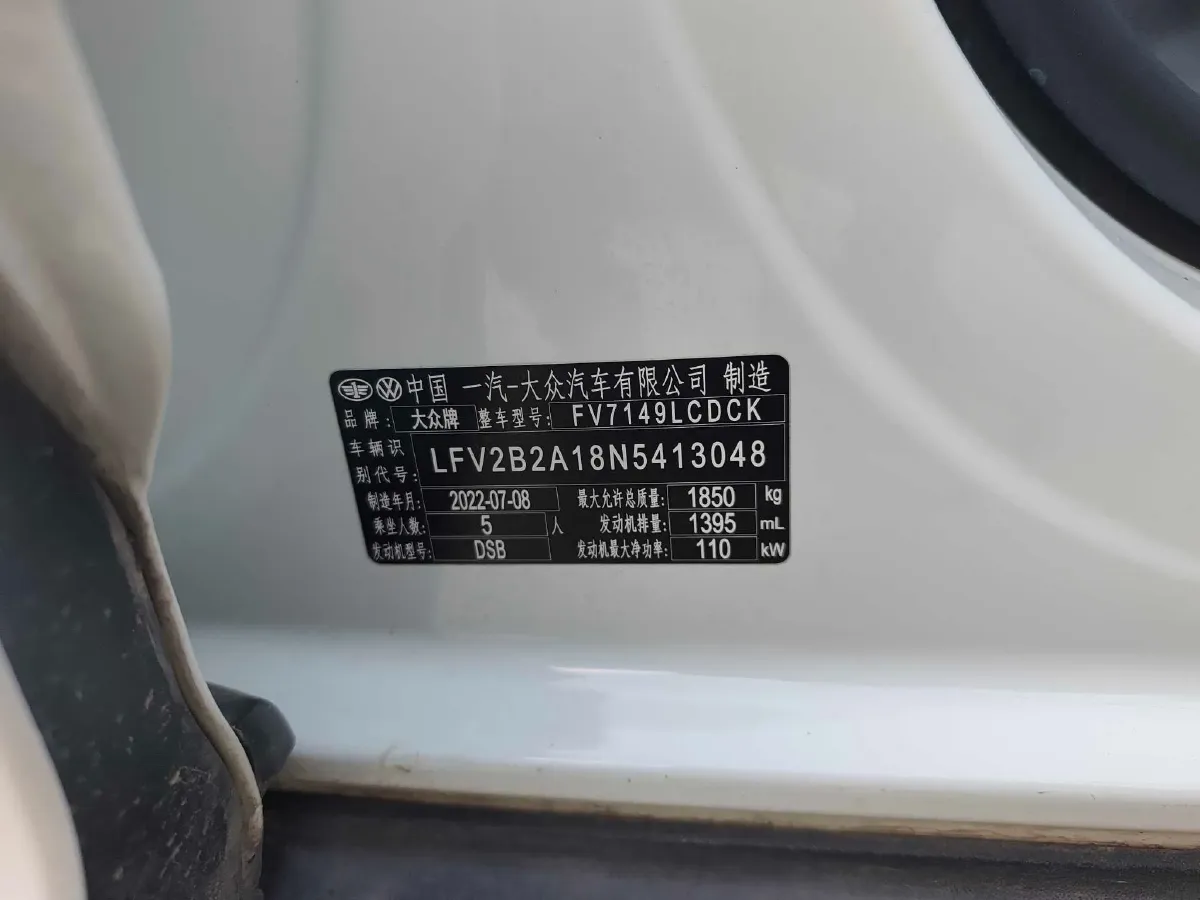 中国 一汽-大众汽车有限公司 制造
品牌: 大众牌 整车型号: FV7149LCDCK
车辆识别代号: LFV2B2A18N5413048
制造年月: 2022-07-08 最大允许总质量: 1850 kg
乘坐人数: 5 人 发动机排量: 1395 mL
发动机型号: DSB 发动机最大净功率: 110 kW